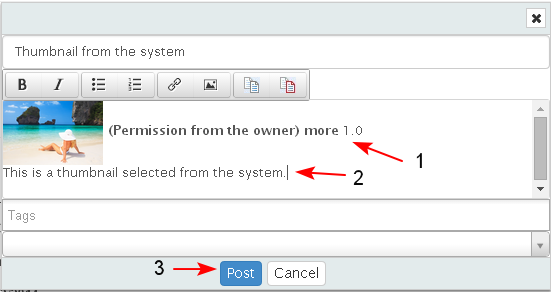 Thumbnail from the system
B I
(Permission from the owner) more 1.0
1
This is a thumbnail selected from the system.
2
Tags
3
Post Cancel